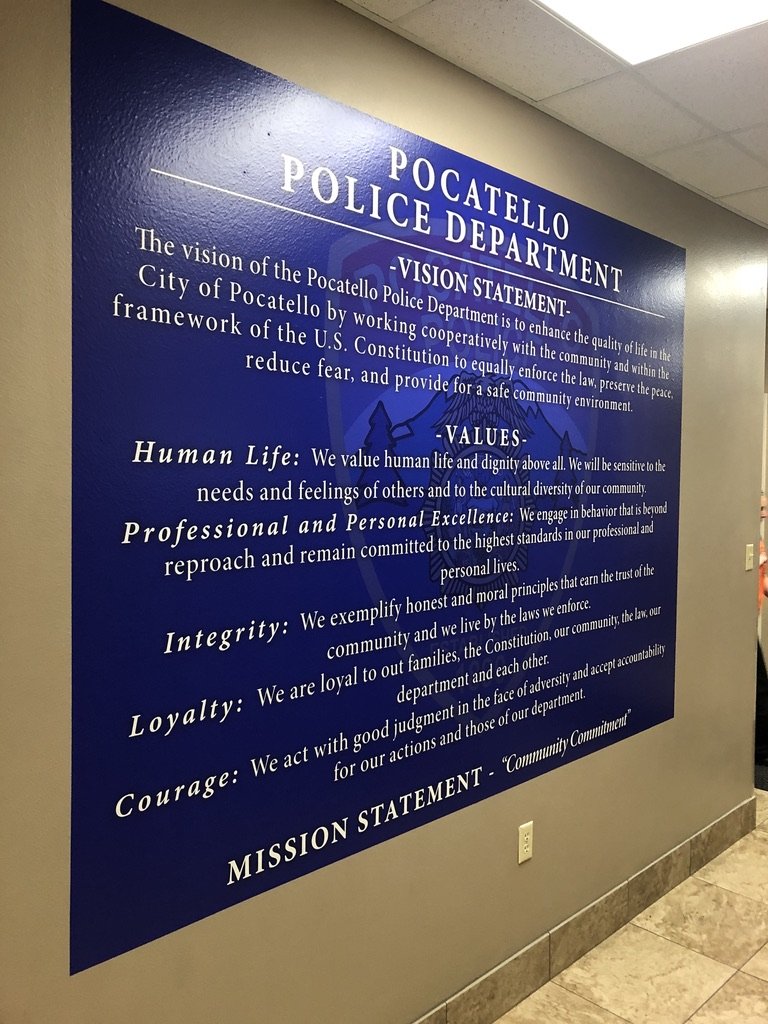 POCATELLO
POLICE DEPARTMENT
-VISION STATEMENT-
The vision of the Pocatello Police Department is to enhance the quality of life in the
City of Pocatello by working cooperatively with the community and within the
framework of the U.S. Constitution to equally enforce the law, preserve the peace,
reduce fear, and provide for a safe community environment.
-VALUES-
Human Life: We value human life and dignity above all. We will be sensitive to the
needs and feelings of others and to the cultural diversity of our community.
Professional and Personal Excellence: We engage in behavior that is beyond
reproach and remain committed to the highest standards in our professional and
personal lives.
Integrity: We exemplify honest and moral principles that earn the trust of the
community and we live by the laws we enforce.
Loyalty: We are loyal to out families, the Constitution, our community, the law, our
department and each other.
Courage: We act with good judgment in the face of adversity and accept accountability
for our actions and those of our department.
MISSION STATEMENT - "Community Commitment"